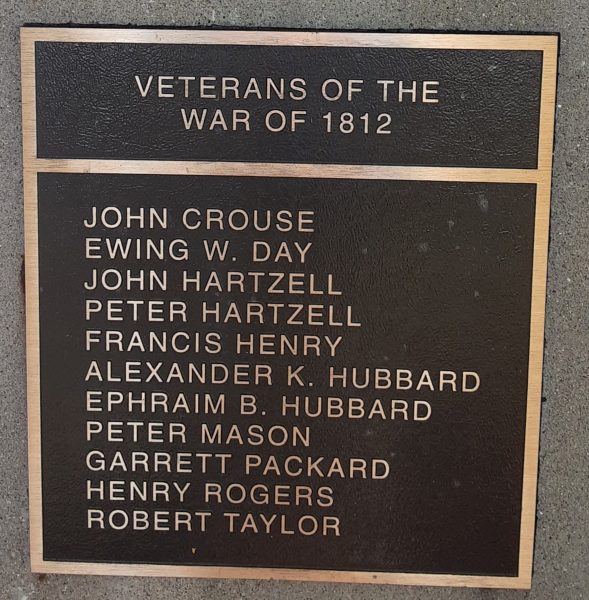 VETERANS OF THE
WAR OF 1812
JOHN CROUSE
EWING W. DAY
JOHN HARTZELL
PETER HARTZELL
FRANCIS HENRY
ALEXANDER K. HUBBARD
EPHRAIM B. HUBBARD
PETER MASON
GARRETT PACKARD
HENRY ROGERS
ROBERT TAYLOR